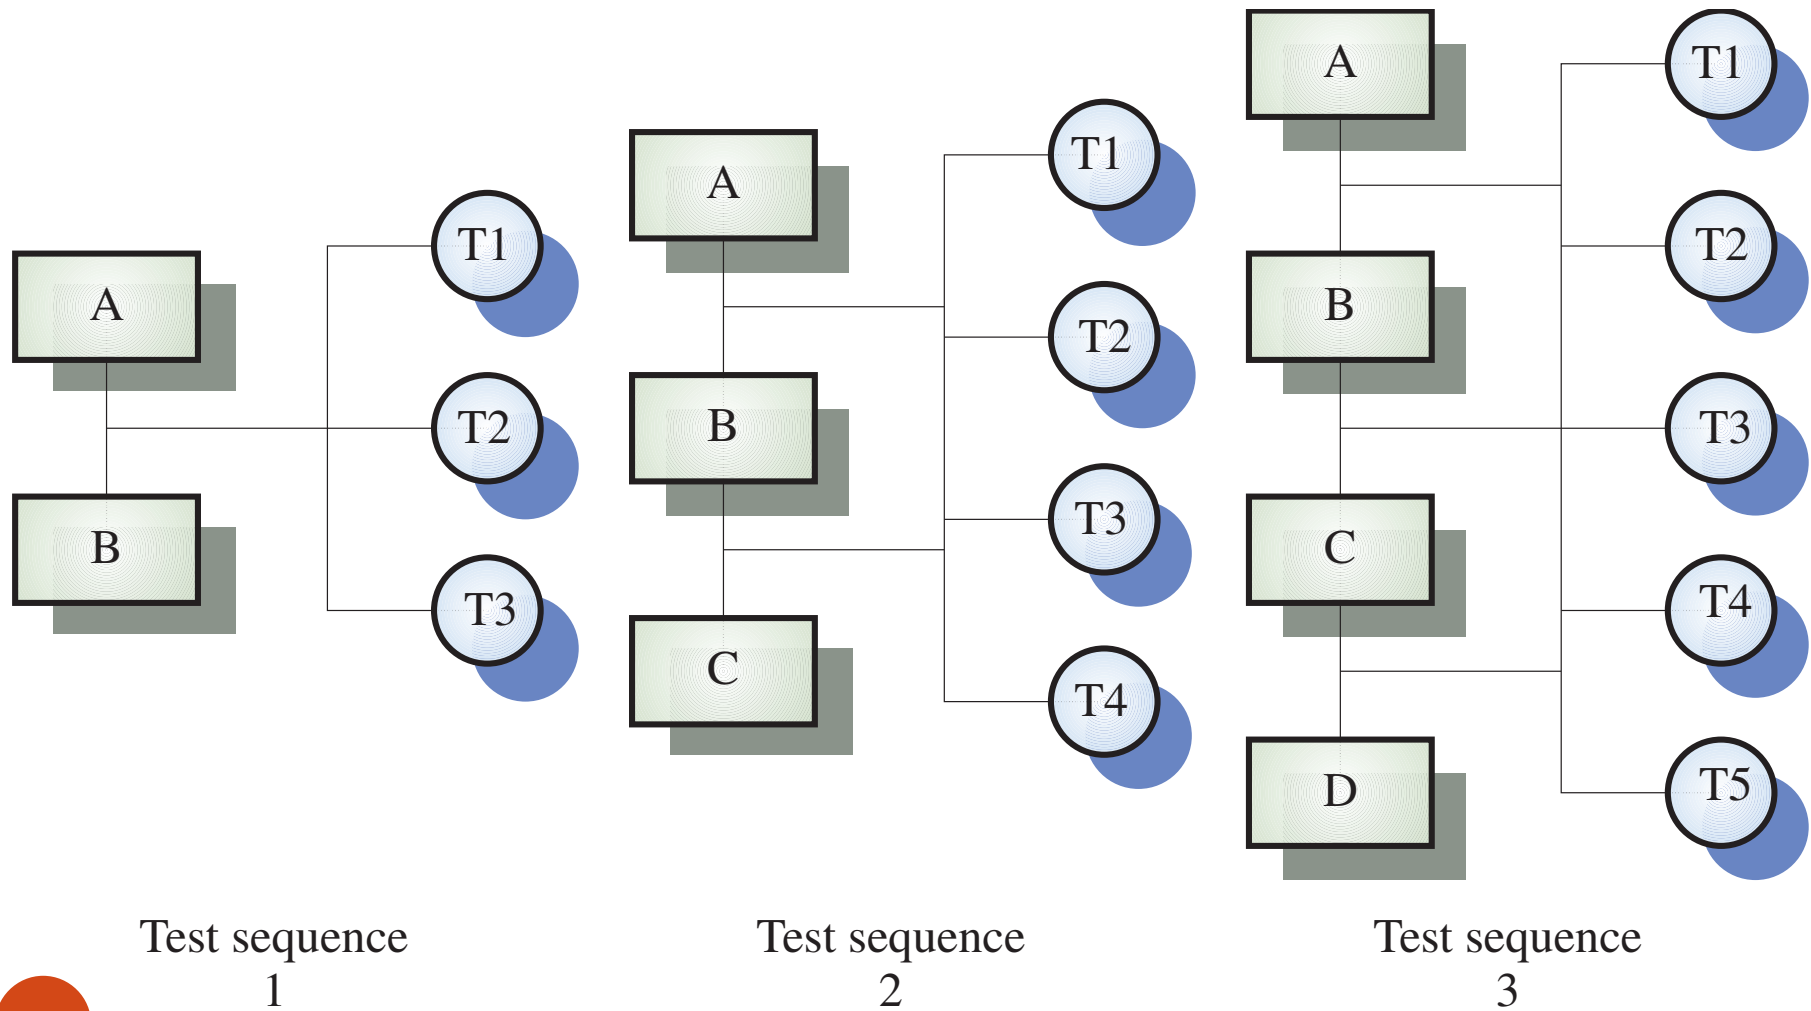 A
B
T1
T2
T3
Test sequence
1
A
B
C
T1
T2
T3
T4
Test sequence
2
A
B
C
D
T1
T2
T3
T4
T5
Test sequence
3